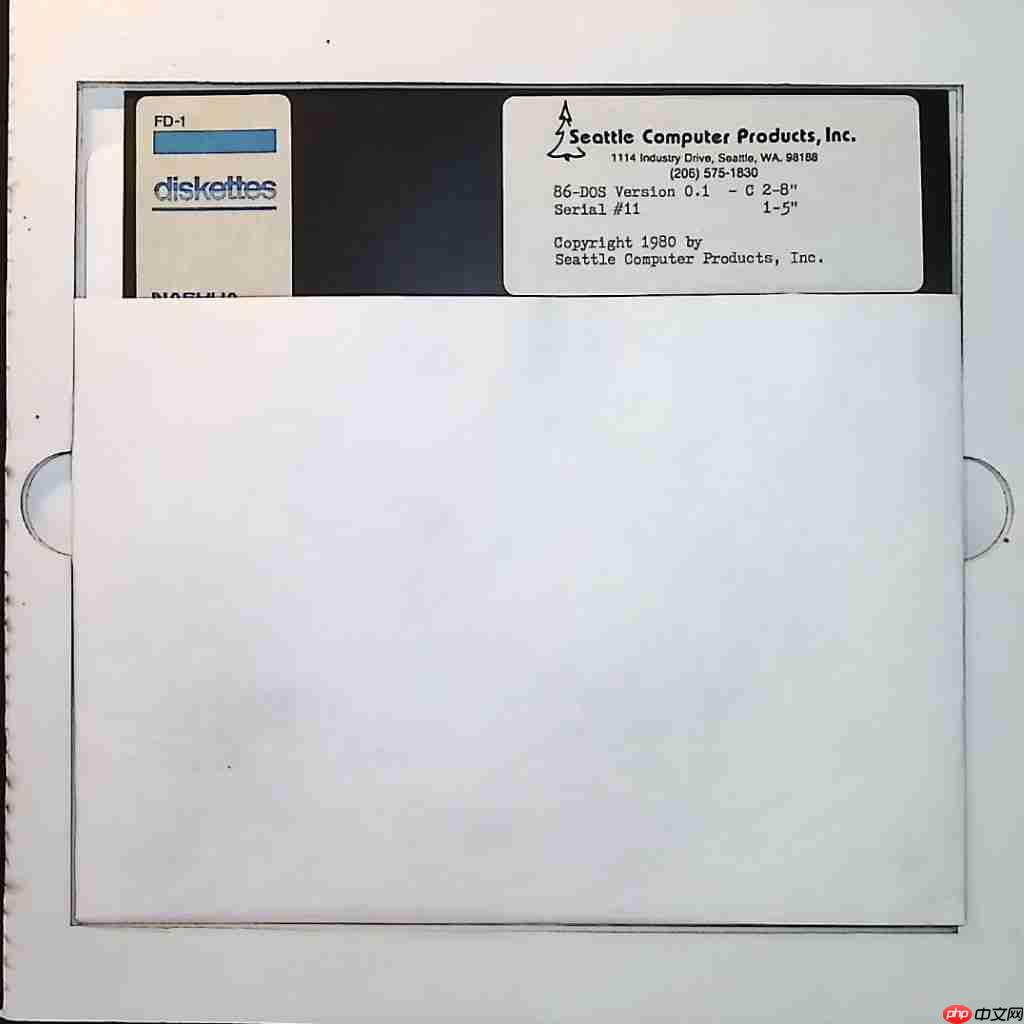 FD-1
diskettes
NASHUA
Seattle Computer Products, Inc.
1114 Industry Drive, Seattle, WA. 98188
(206) 575-1830
86-DOS Version 0.1 - C 2-8"
Serial #11 1-5"
Copyright 1980 by
Seattle Computer Products, Inc.
php中文网